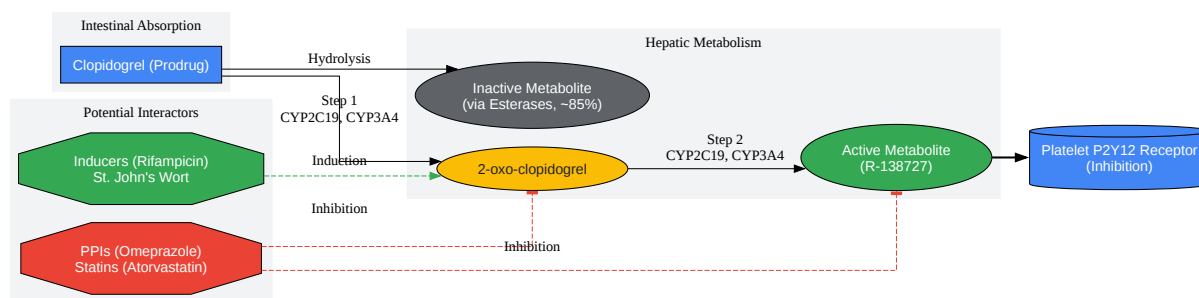 Intestinal Absorption
Clopidogrel (Prodrug)
Potential Interactors
Inducers (Rifampicin)
St. John's Wort
PPIs (Omeprazole)
Statins (Atorvastatin)
Hydrolysis
Step 1
CYP2C19, CYP3A4
Induction
Inhibition
Inhibition
Hepatic Metabolism
Inactive Metabolite
(via Esterases, ~85%)
2-oxo-clopidogrel
Step 2
CYP2C19, CYP3A4
Active Metabolite
(R-138727)
Platelet P2Y12 Receptor
(Inhibition)